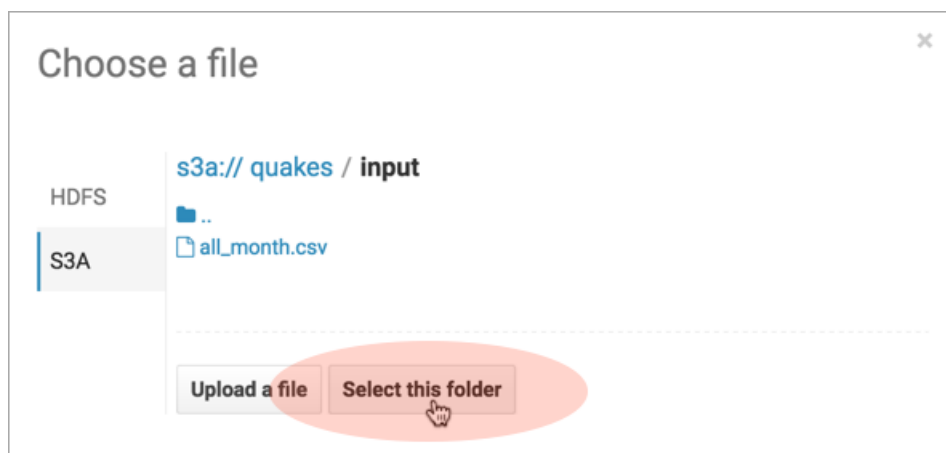 Choose a file
×
HDFS
S3A
s3a:// quakes / input
..
all_month.csv
Upload a file
Select this folder